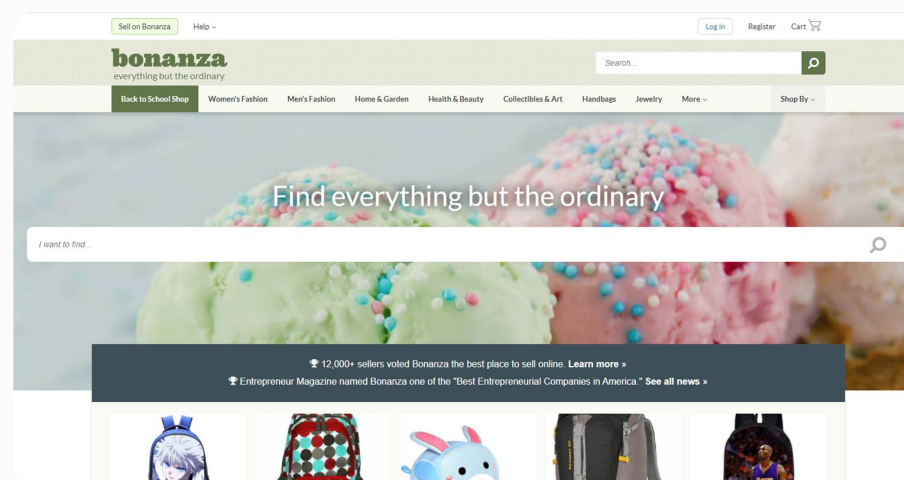 Sell on Bonanza Help
Log in Register Cart
bonanza
everything but the ordinary
Search...
Back to School Shop Women's Fashion Men's Fashion Home & Garden Health & Beauty Collectibles & Art Handbags Jewelry More Shop By
Find everything but the ordinary
I want to find...
12,000+ sellers voted Bonanza the best place to sell online. Learn more »
Entrepreneur Magazine named Bonanza one of the "Best Entrepreneurial Companies in America." See all news »